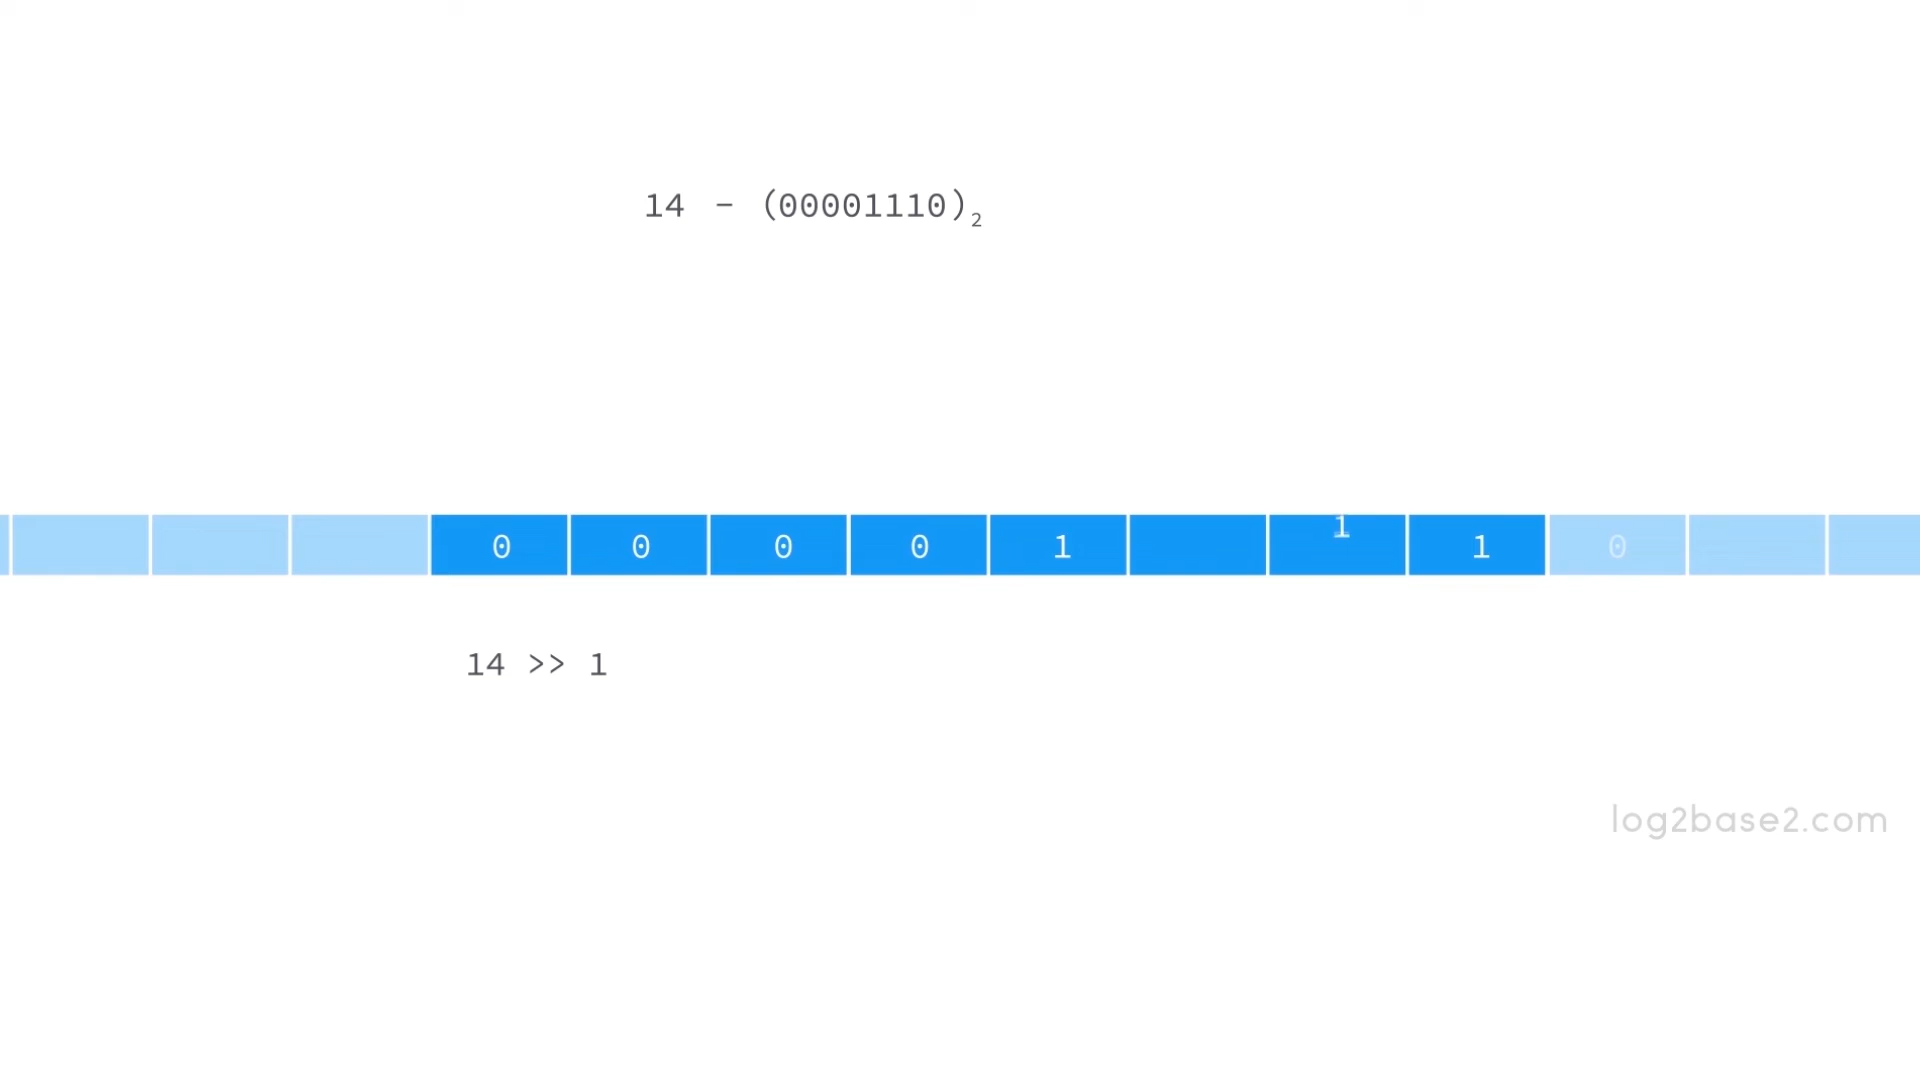 14 - (00001110)₂
0 0 0 0 1 1 1 0
14 >> 1
log2base2.com